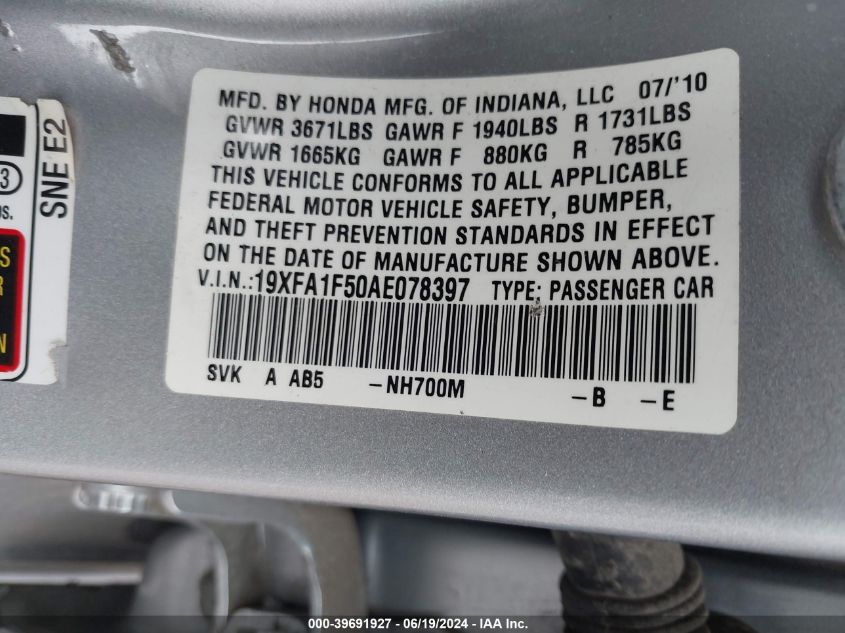 MFD. BY HONDA MFG. OF INDIANA, LLC 07/'10
GVWR 3671LBS GAWR F 1940LBS R 1731LBS
GVWR 1665KG GAWR F 880KG R 785KG
THIS VEHICLE CONFORMS TO ALL APPLICABLE
FEDERAL MOTOR VEHICLE SAFETY, BUMPER,
AND THEFT PREVENTION STANDARDS IN EFFECT
ON THE DATE OF MANUFACTURE SHOWN ABOVE.
V.I.N.:19XFA1F50AE078397 TYPE: PASSENGER CAR
SVK A AB5 -NH700M -B -E
SNE E2
3
000-39691927 - 06/19/2024 - IAA Inc.